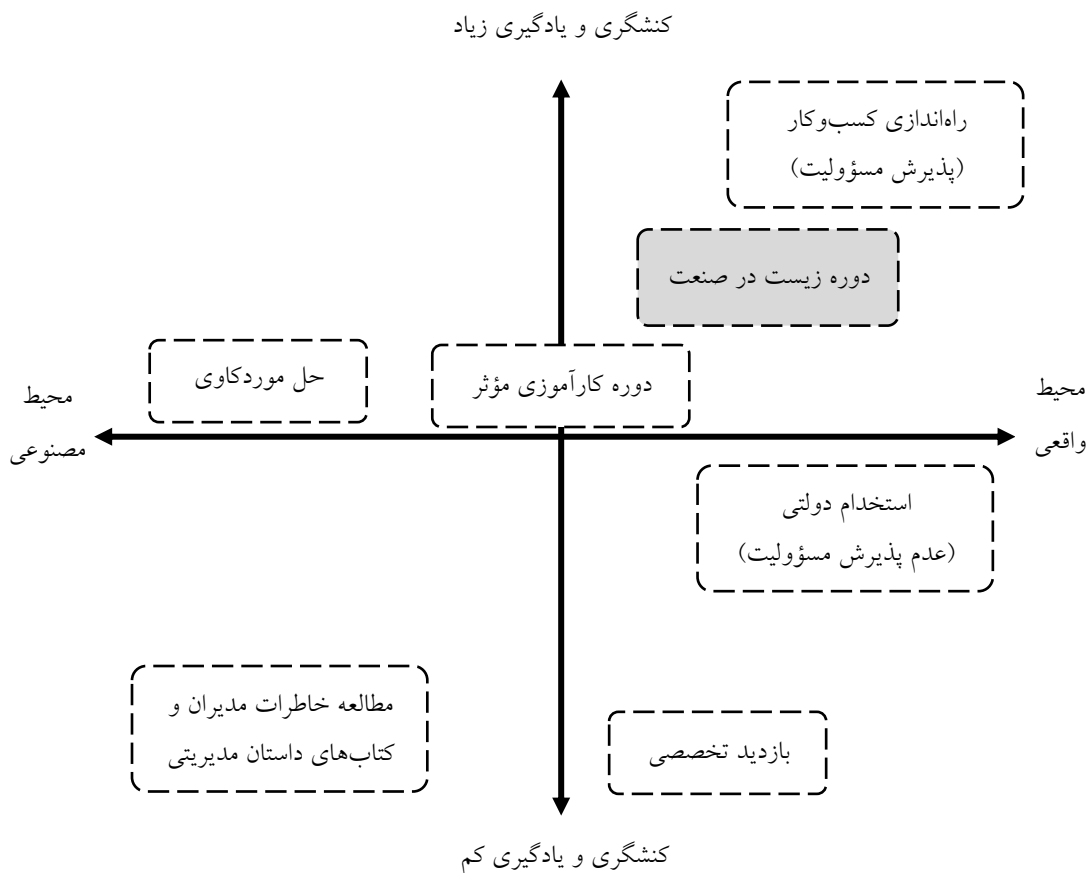 کنشگری و یادگیری زیاد
راه‌اندازی کسب‌وکار
(پذیرش مسؤولیت)
دوره زیست در صنعت
دوره کارآموزی مؤثر
حل موردکاوی
محیط
واقعی
محیط
مصنوعی
استخدام دولتی
(عدم پذیرش مسؤولیت)
مطالعه خاطرات مدیران و
کتاب‌های داستان مدیریتی
بازدید تخصصی
کنشگری و یادگیری کم